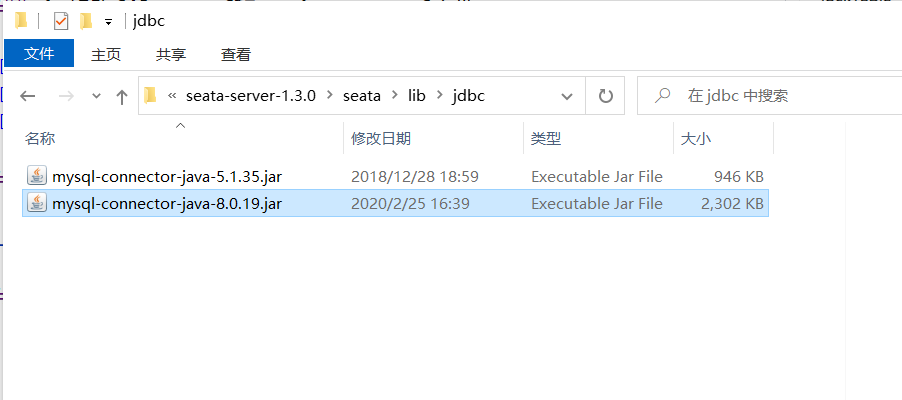 jdbc
文件 主页 共享 查看
« seata-server-1.3.0 > seata > lib > jdbc 在 jdbc 中搜索
名称 修改日期 类型 大小
mysql-connector-java-5.1.35.jar 2018/12/28 18:59 Executable Jar File 946 KB
mysql-connector-java-8.0.19.jar 2020/2/25 16:39 Executable Jar File 2,302 KB